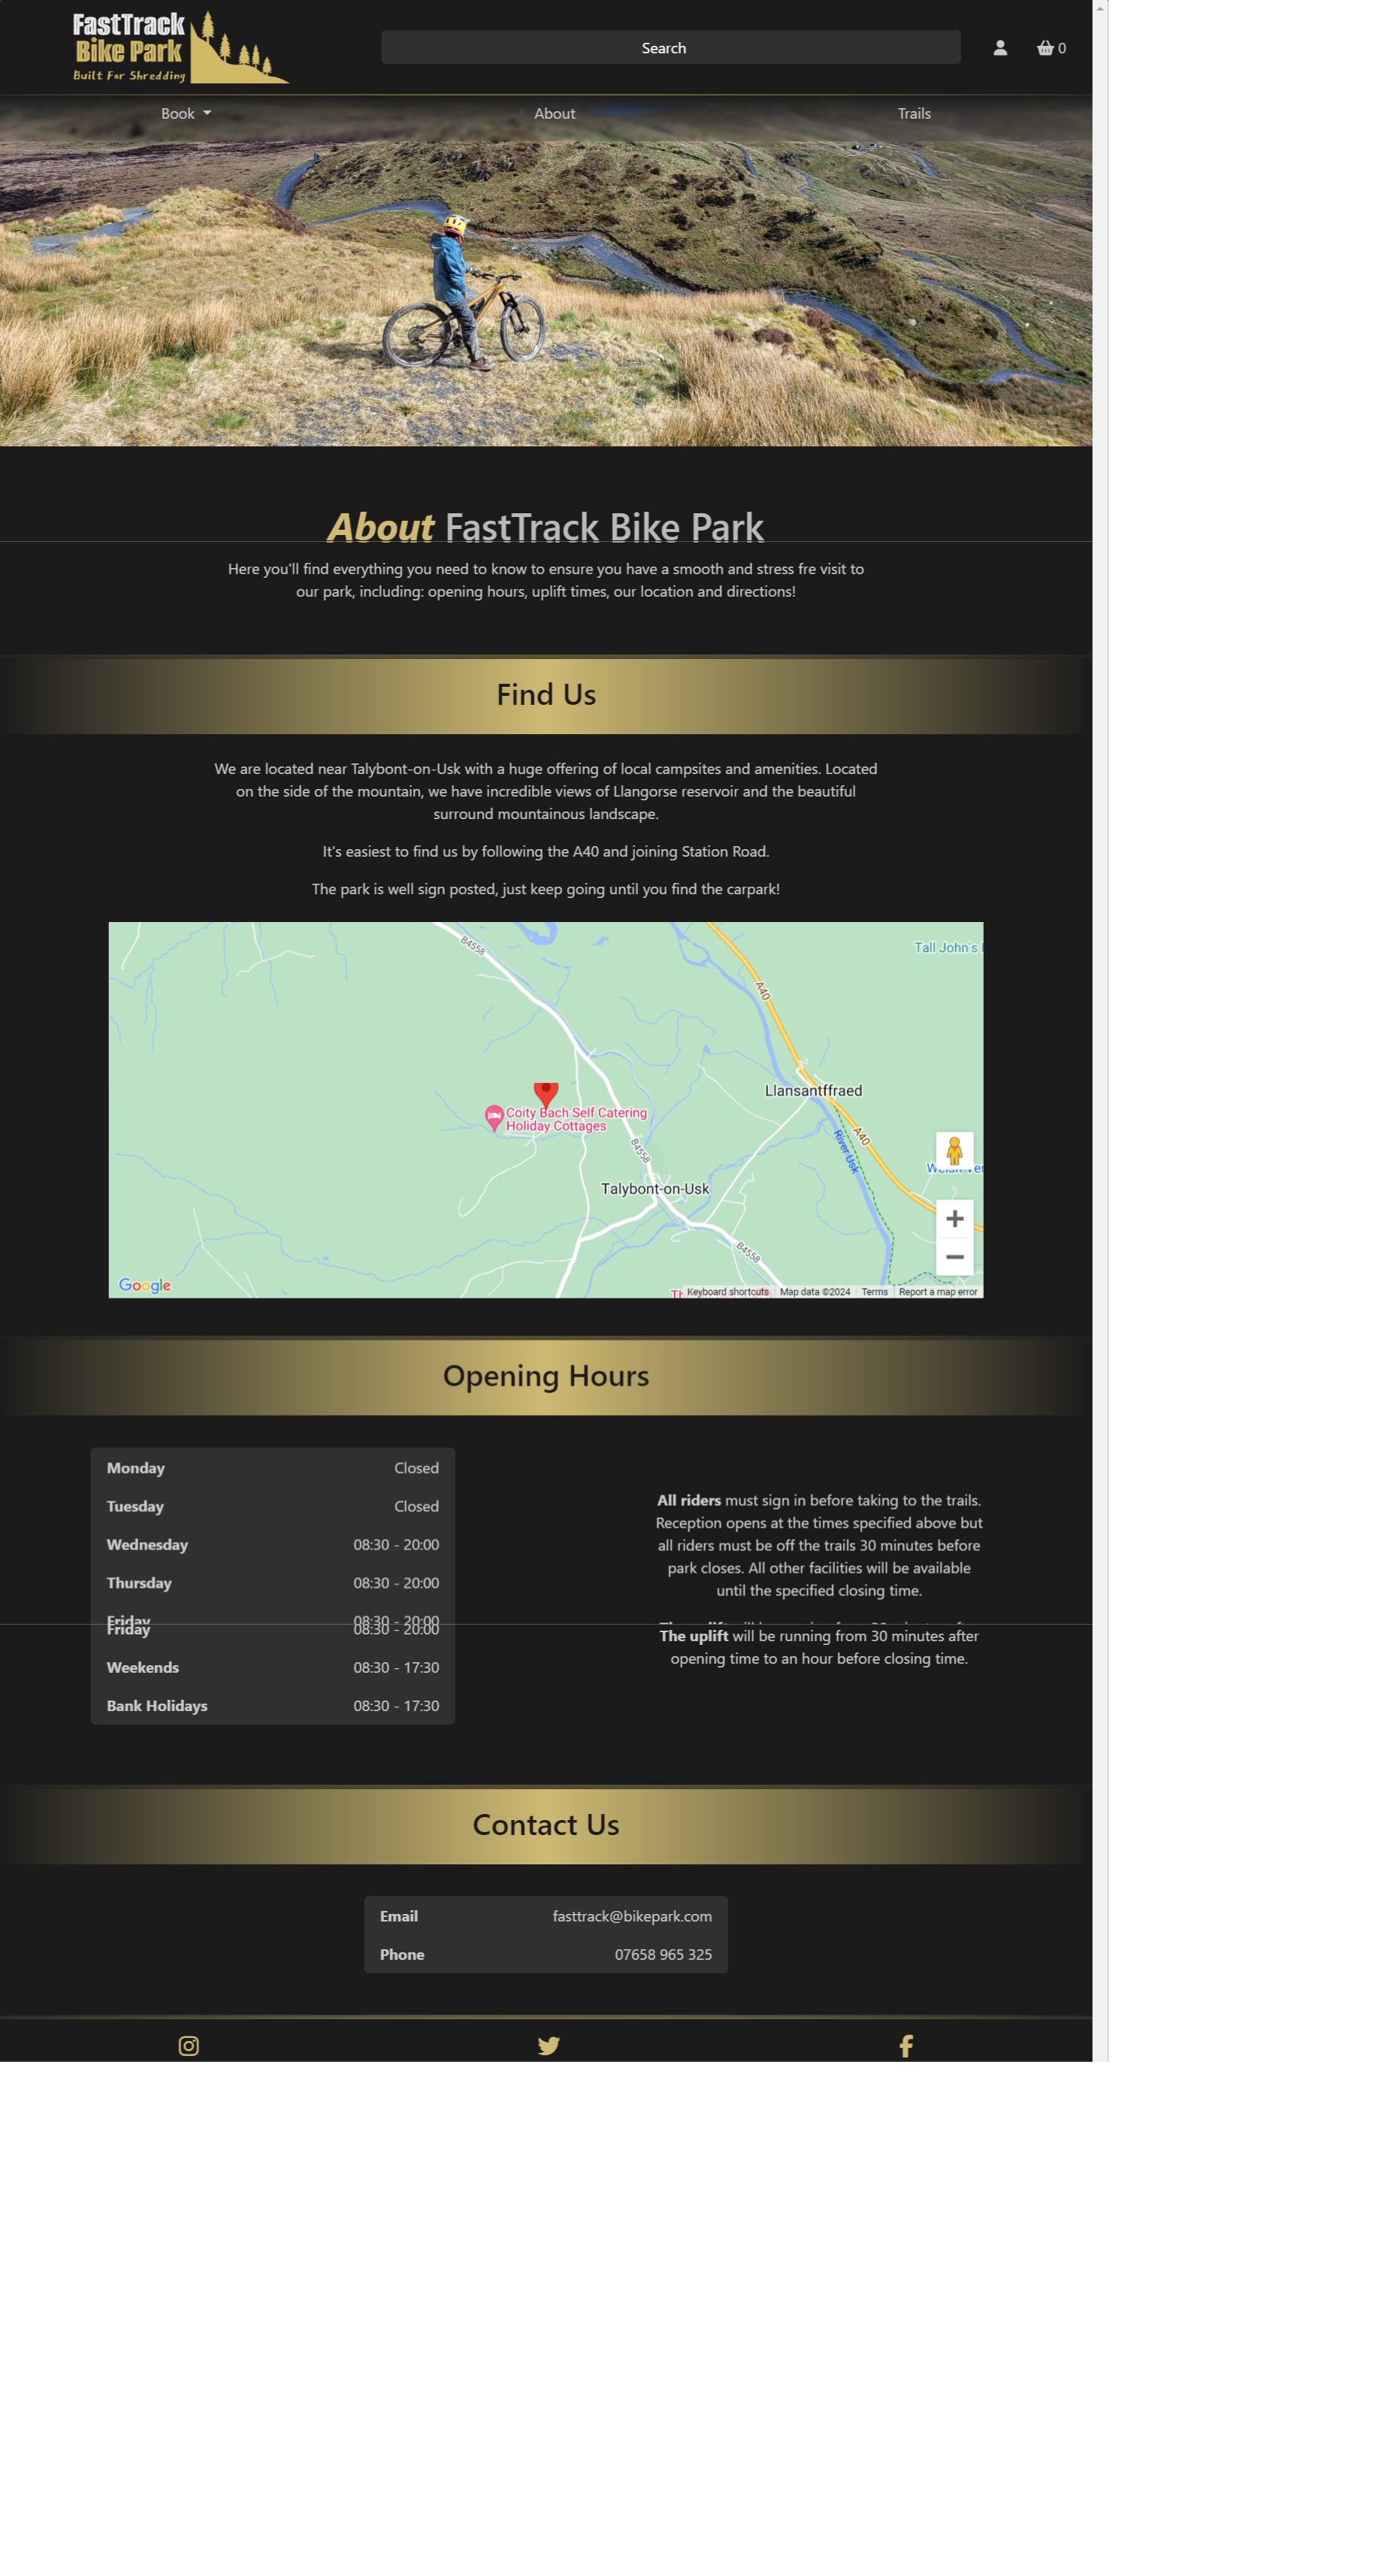 FastTrack
Bike Park
Built For Shredding
Search
0
Book
About
Trails
About FastTrack Bike Park
Here you'll find everything you need to know to ensure you have a smooth and stress fre visit to
our park, including: opening hours, uplift times, our location and directions!
Find Us
We are located near Talybont-on-Usk with a huge offering of local campsites and amenities. Located
on the side of the mountain, we have incredible views of Llangorse reservoir and the beautiful
surround mountainous landscape.
It's easiest to find us by following the A40 and joining Station Road.
The park is well sign posted, just keep going until you find the carpark!
B4558
Tall John's
A40
Llansantffraed
Coity Bach Self Catering
Holiday Cottages
B4558
River Usk
A40
Talybont-on-Usk
B4558
Google
Keyboard shortcuts
Map data ©2024
Terms
Report a map error
Opening Hours
Monday Closed
Tuesday Closed
Wednesday 08:30 - 20:00
Thursday 08:30 - 20:00
Friday 08:30 - 20:00
Friday 08:30 - 20:00
Weekends 08:30 - 17:30
Bank Holidays 08:30 - 17:30
All riders must sign in before taking to the trails.
Reception opens at the times specified above but
all riders must be off the trails 30 minutes before
park closes. All other facilities will be available
until the specified closing time.
The uplift will be running from 30 minutes after
opening time to an hour before closing time.
Contact Us
Email fasttrack@bikepark.com
Phone 07658 965 325